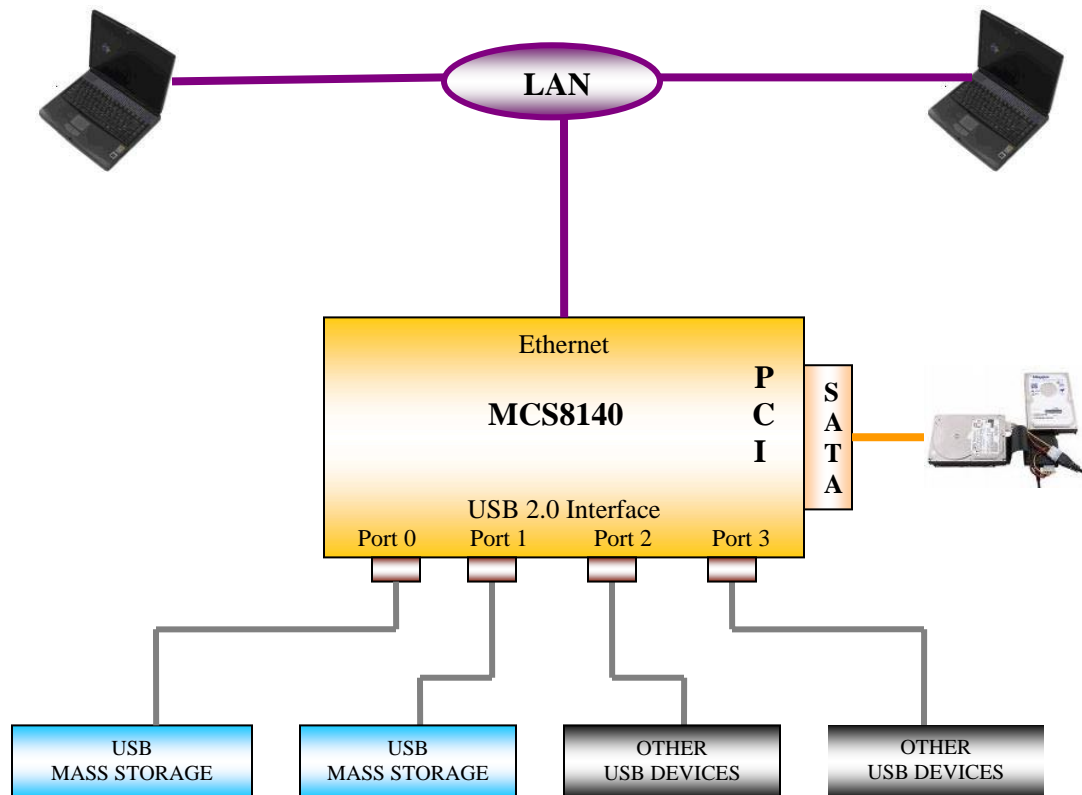 LAN
Ethernet
MCS8140
P
C
I
S
A
T
A
USB 2.0 Interface
Port 0 Port 1 Port 2 Port 3
USB
MASS STORAGE
USB
MASS STORAGE
OTHER
USB DEVICES
OTHER
USB DEVICES